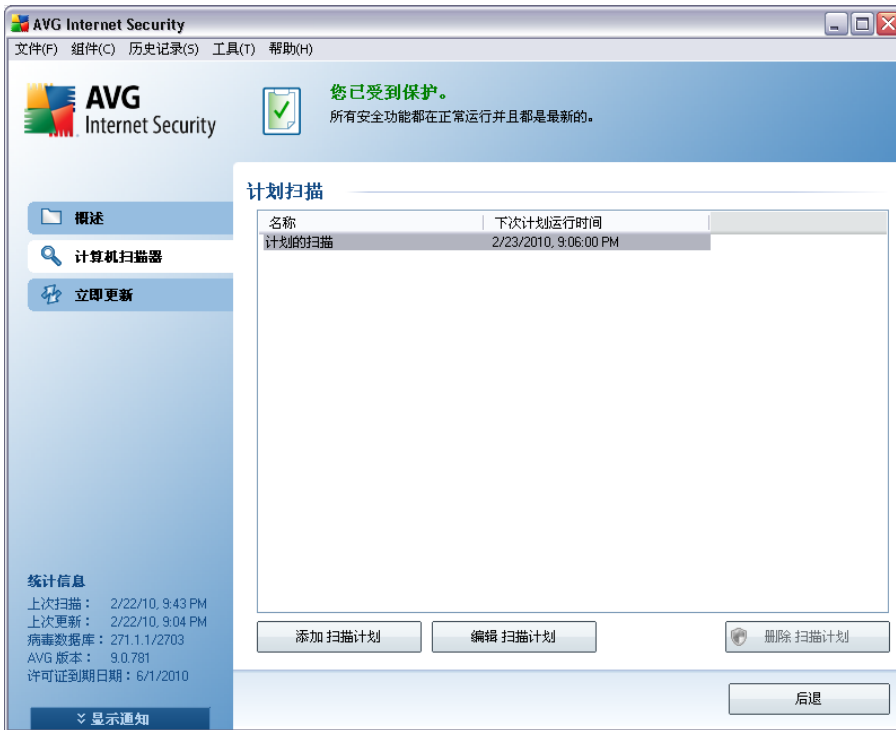 AVG Internet Security
文件(F) 组件(C) 历史记录(S) 工具(T) 帮助(H)
AVG
Internet Security
您已受到保护。
所有安全功能都在正常运行并且都是最新的。
概述
计算机扫描器
立即更新
计划扫描
名称 下次计划运行时间
计划的扫描 2/23/2010, 9:06:00 PM
添加 扫描计划 编辑 扫描计划 删除 扫描计划
后退
统计信息
上次扫描： 2/22/10, 9:43 PM
上次更新： 2/22/10, 9:04 PM
病毒数据库：271.1.1/2703
AVG 版本： 9.0.781
许可证到期日期：6/1/2010
显示通知